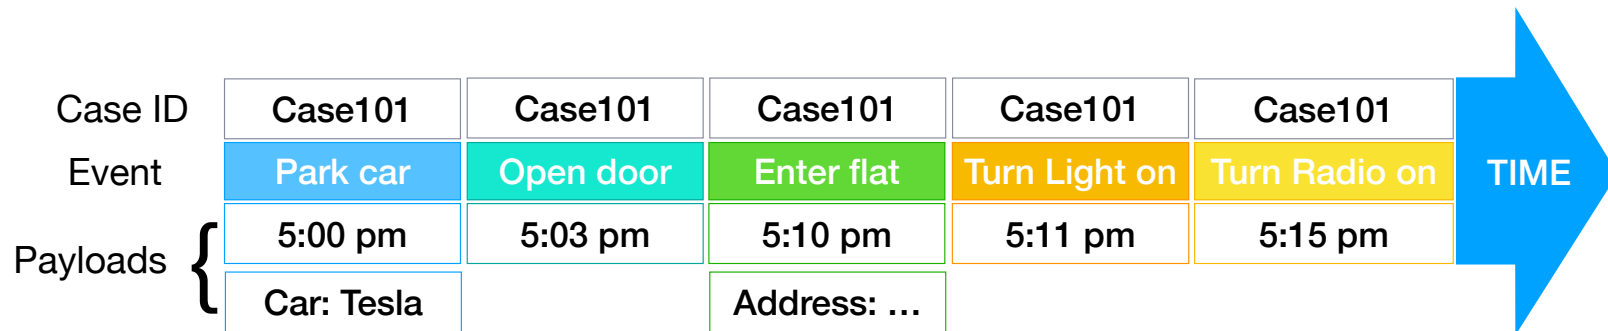 Case ID Case101 Case101 Case101 Case101 Case101
Event Park car Open door Enter flat Turn Light on Turn Radio on TIME
Payloads { 5:00 pm 5:03 pm 5:10 pm 5:11 pm 5:15 pm
Car: Tesla Address: ...